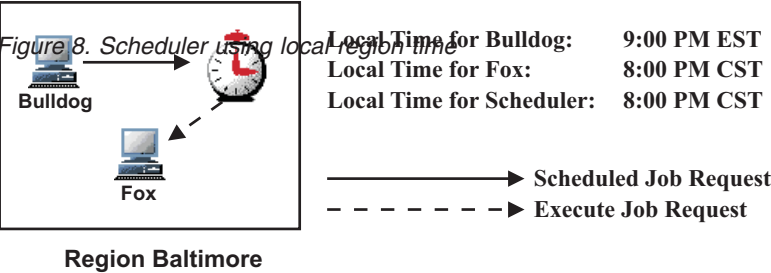 Figure 8. Scheduler using local region time
Local Time for Bulldog: 9:00 PM EST
Local Time for Fox: 8:00 PM CST
Local Time for Scheduler: 8:00 PM CST
Bulldog
Fox
Scheduled Job Request
Execute Job Request
Region Baltimore